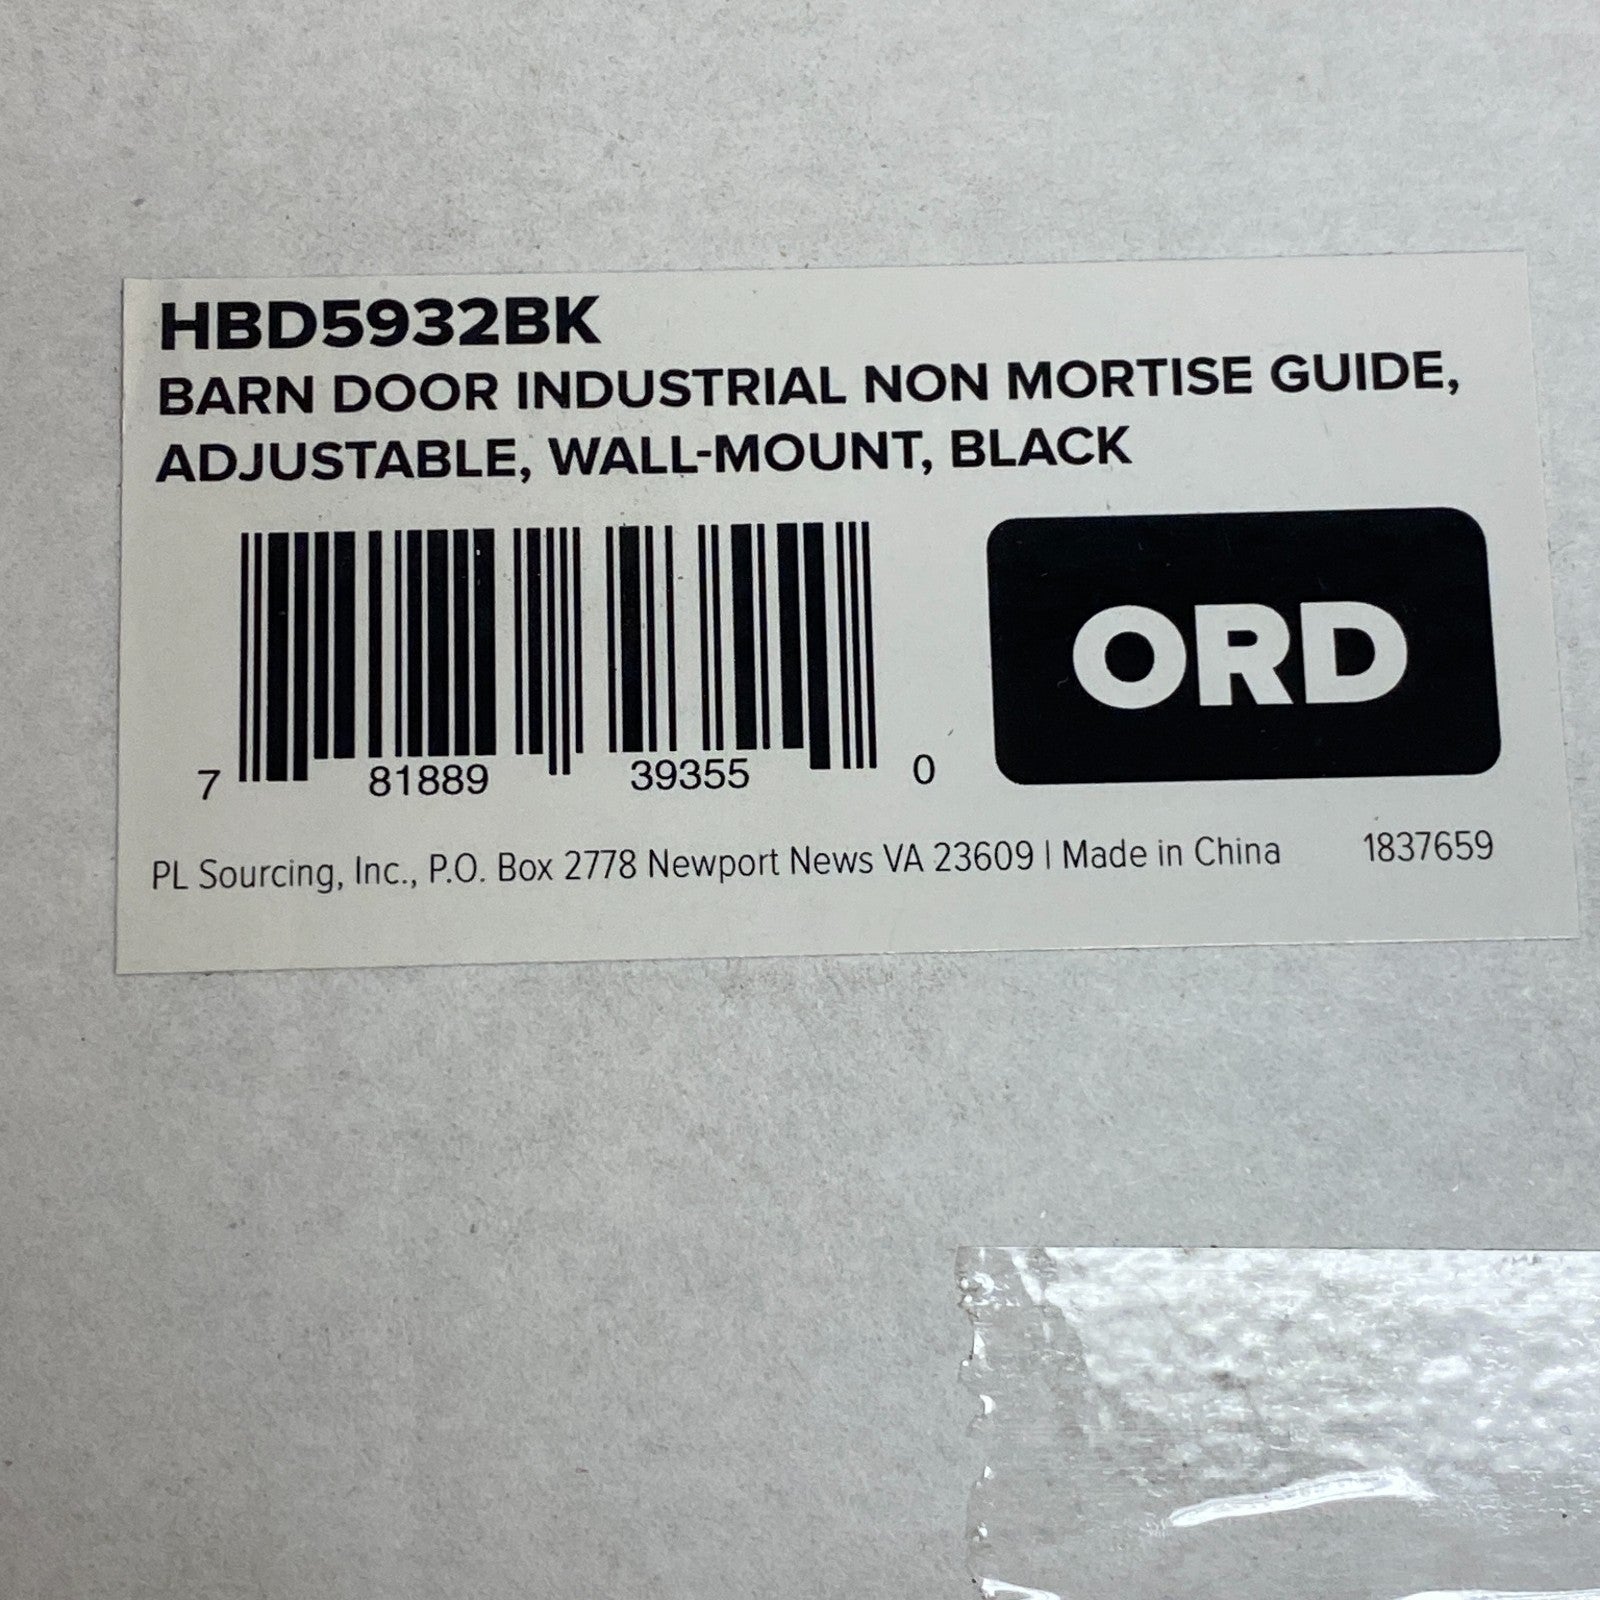 HBD5932BK
BARN DOOR INDUSTRIAL NON MORTISE GUIDE,
ADJUSTABLE, WALL-MOUNT, BLACK
ORD
7 81889 39355 0
PL Sourcing, Inc., P.O. Box 2778 Newport News VA 23609 | Made in China 1837659